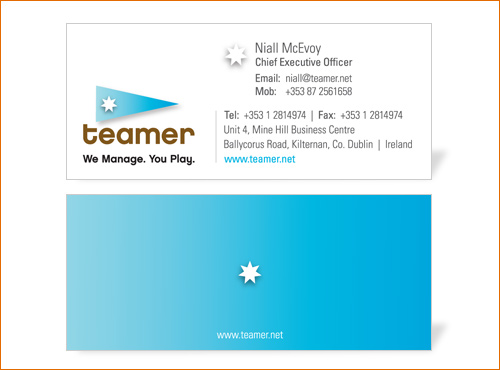 Niall McEvoy
Chief Executive Officer
Email: niall@teamer.net
Mob: +353 87 2561658
teamer
We Manage. You Play.
Tel: +353 1 2814974 | Fax: +353 1 2814974
Unit 4, Mine Hill Business Centre
Ballycorus Road, Kilternan, Co. Dublin | Ireland
www.teamer.net
www.teamer.net